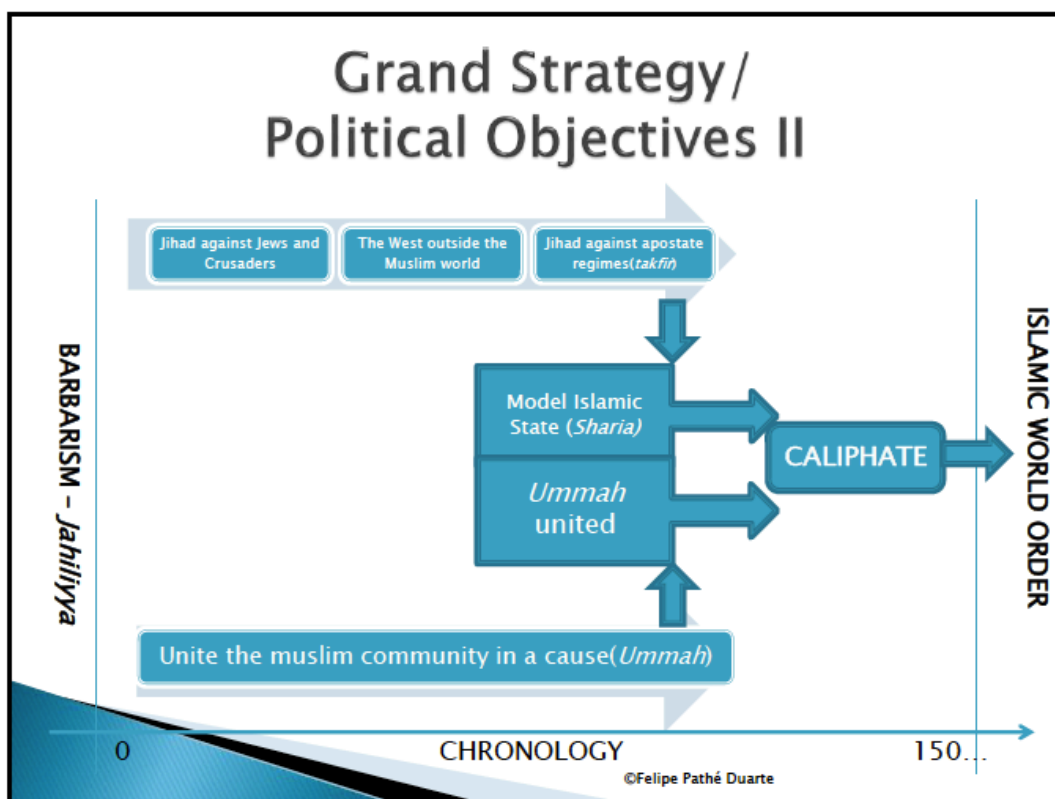 Grand Strategy/
Political Objectives II
Jihad against Jews and
Crusaders
The West outside the
Muslim world
Jihad against apostate
regimes(takfir)
BARBARISM – Jahiliyya
Model Islamic
State (Sharia)
Ummah
united
CALIPHATE
ISLAMIC WORLD ORDER
Unite the muslim community in a cause(Ummah)
0
CHRONOLOGY
150...
©Felipe Pathé Duarte